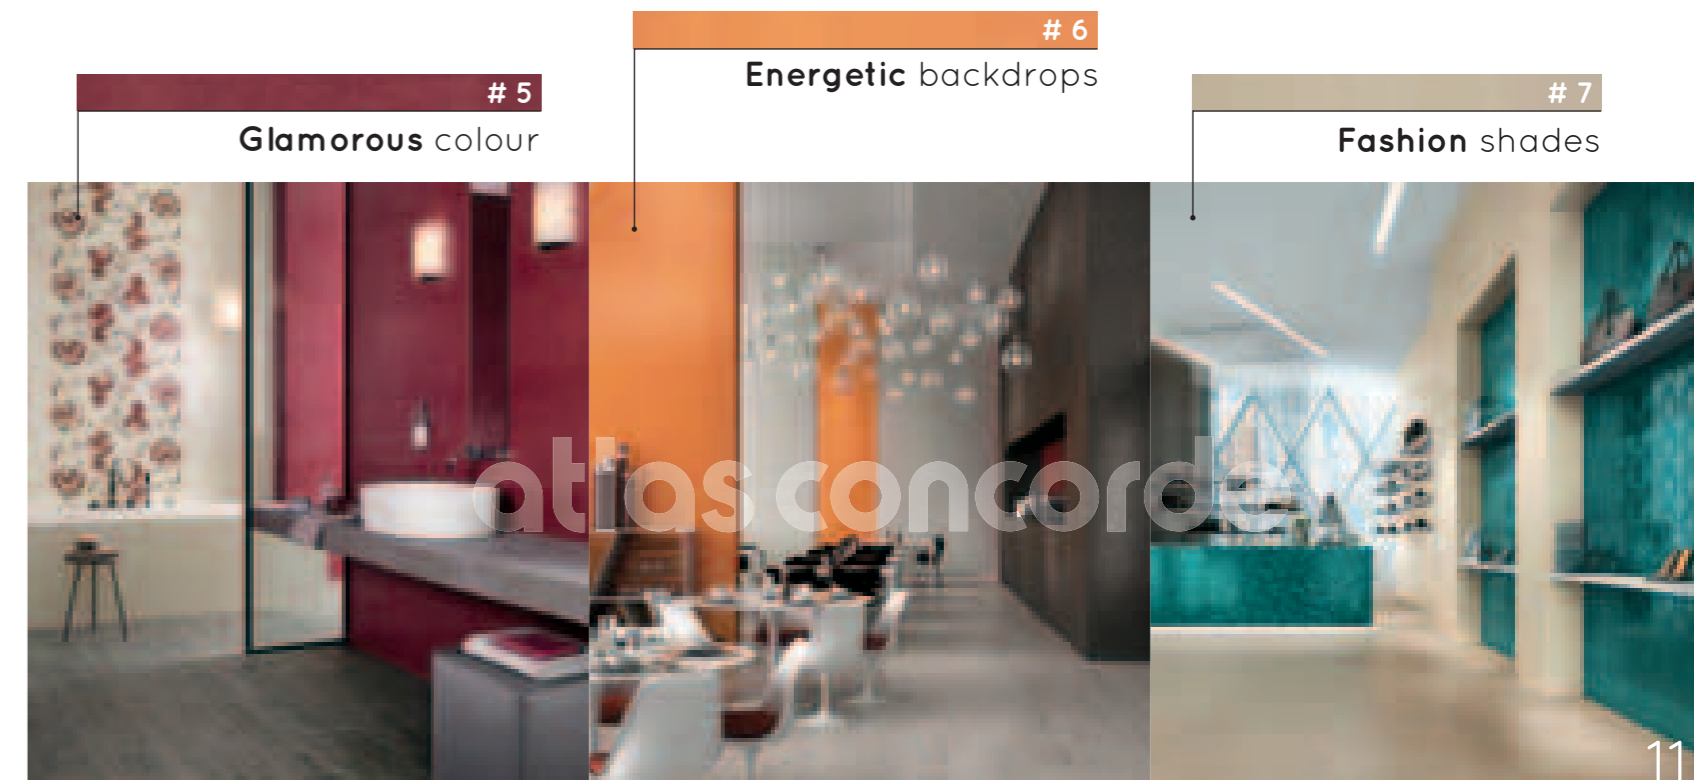 # 5
Glamorous colour
# 6
Energetic backdrops
# 7
Fashion shades
atlas concorde
11